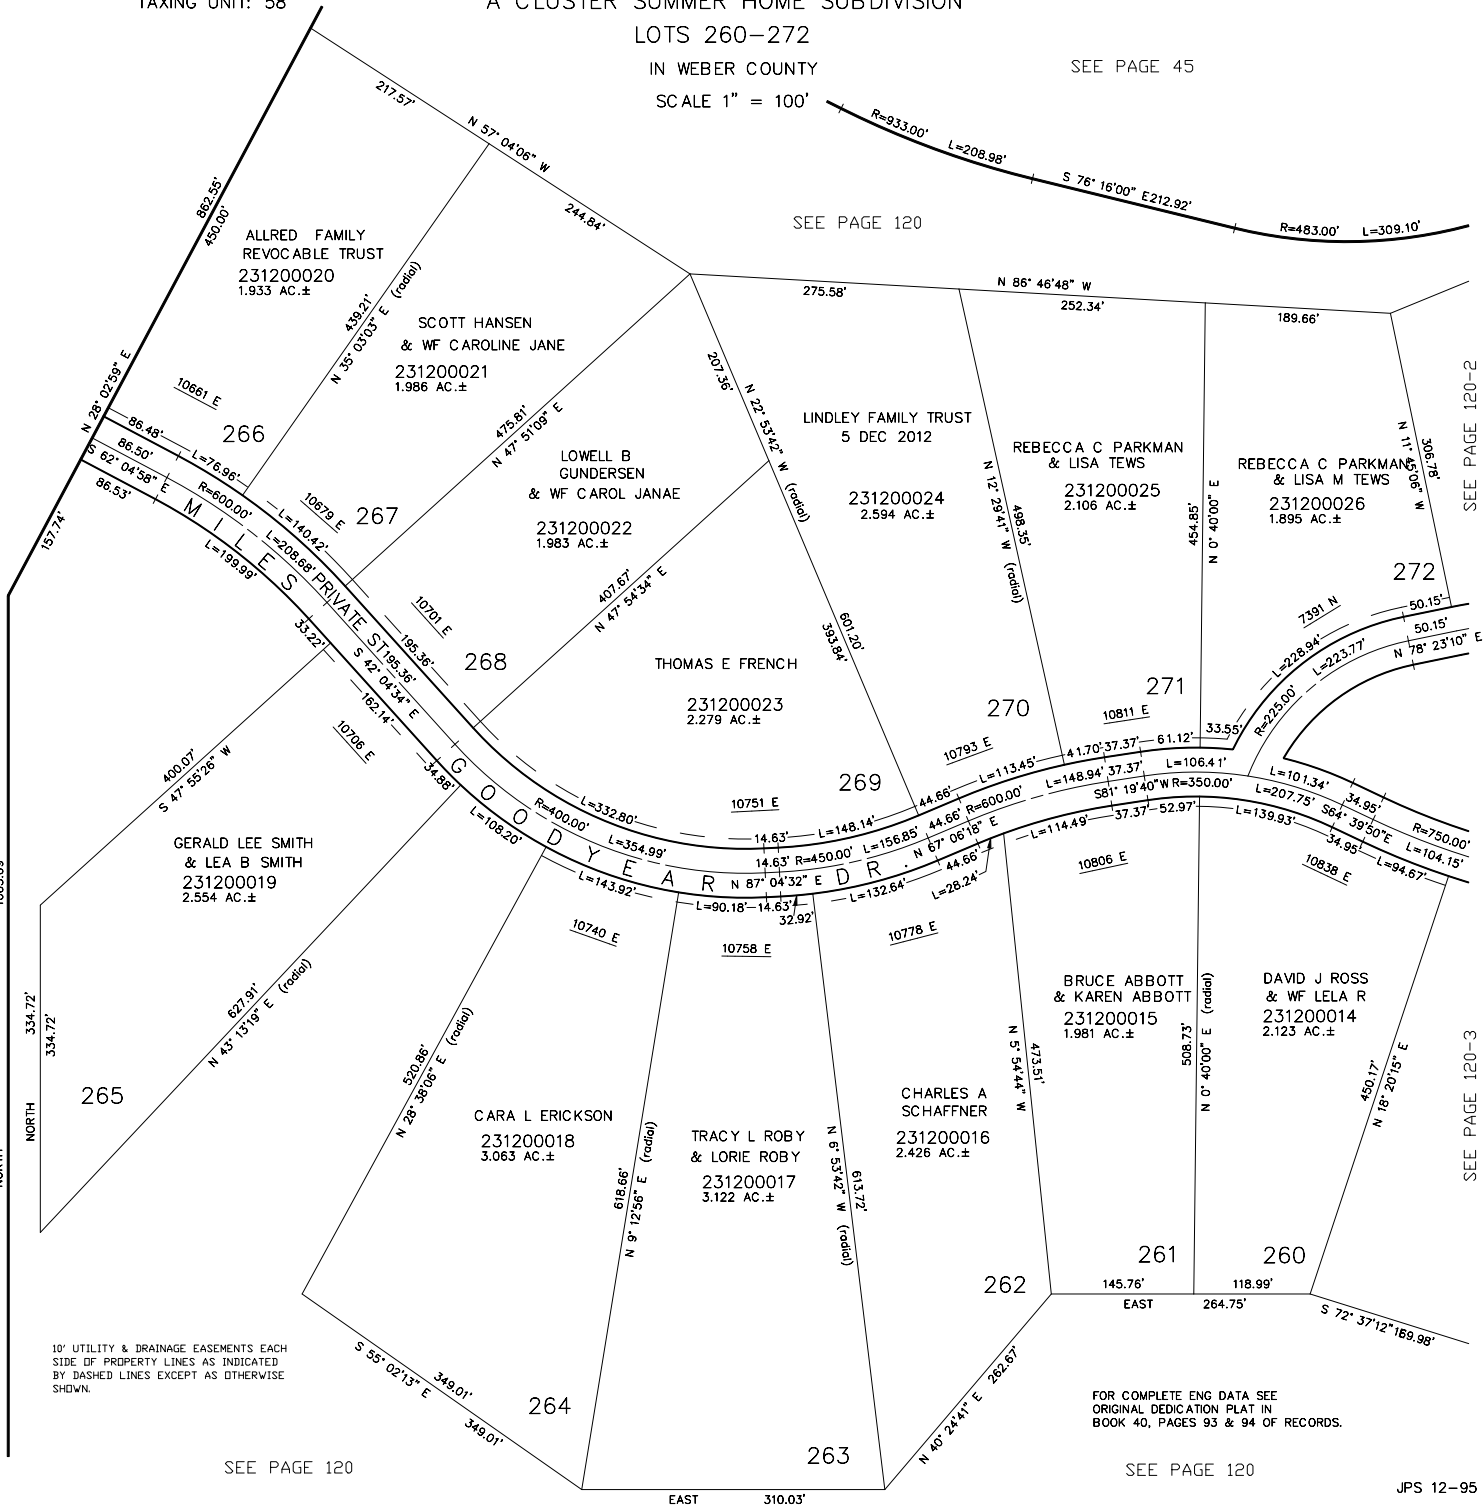 TAXING UNIT: 58
A CLUSTER SUMMER HOME SUBDIVISION
LOTS 260-272
IN WEBER COUNTY
SCALE 1" = 100'
SEE PAGE 45
SEE PAGE 120
R=933.00'
L=208.98'
S 76° 16'00" E 212.92'
R=483.00'
L=309.10'
217.57'
N 57° 04'06" W
244.84'
862.55'
450.00'
N 28° 02'59" E
157.74'
ALLRED FAMILY
REVOCABLE TRUST
231200020
1.933 AC.±
439.21'
N 35° 03'03" E (radial)
10661 E
266
SCOTT HANSEN
& WF CAROLINE JANE
231200021
1.986 AC.±
475.81'
N 47° 51'09" E
10679 E
267
LOWELL B
GUNDERSEN
& WF CAROL JANAE
231200022
1.983 AC.±
407.67'
N 47° 54'34" E
10701 E
268
207.36'
N 22° 53'42" W (radial)
601.20'
393.84'
THOMAS E FRENCH
231200023
2.279 AC.±
10751 E
269
275.58'
N 86° 46'48" W
252.34'
189.66'
LINDLEY FAMILY TRUST
5 DEC 2012
231200024
2.594 AC.±
N 12° 29'41" W (radial)
498.35'
10793 E
270
REBECCA C PARKMAN
& LISA TEWS
231200025
2.106 AC.±
454.85'
N 0° 40'00" E
10811 E
271
REBECCA C PARKMAN
& LISA M TEWS
231200026
1.895 AC.±
N 11° 45'06" W
306.78'
7391 N
272
SEE PAGE 120-2
86.48'
L=76.96'
86.50'
S 62° 04'58" E
R=600.00'
86.53'
L=140.42'
L=208.68'
L=199.99'
MILES GOODYEAR DR.
PRIVATE ST
195.36'
195.36'
S 42° 04'34" E
33.22'
162.14'
34.88'
L=332.80'
R=400.00'
L=354.99'
L=108.20'
L=143.92'
L=90.18'
14.63'
14.63'
14.63'
N 87° 04'32" E
32.92'
L=148.14'
R=450.00'
L=156.85'
L=132.64'
44.66'
44.66'
44.66'
N 67° 06'18" E
L=28.24'
L=113.45'
R=600.00'
L=148.94'
L=114.49'
41.70'
37.37'
37.37'
37.37'
S81° 19'40"W
61.12'
33.55'
L=106.41'
R=350.00'
52.97'
L=228.94'
L=223.77'
R=225.00'
50.15'
50.15'
N 78° 23'10" E
L=101.34'
L=207.75'
L=139.93'
34.95'
S64° 39'50"E
34.95
R=750.00'
L=104.15'
L=94.67'
10706 E
400.07'
S 47° 55'26" W
GERALD LEE SMITH
& LEA B SMITH
231200019
2.554 AC.±
627.91'
N 43° 13'19" E (radial)
NORTH 334.72'
334.72'
265
10740 E
520.86'
N 28° 38'06" E (radial)
CARA L ERICKSON
231200018
3.063 AC.±
618.66'
N 9° 12'56" E (radial)
S 55° 02'13" E
349.01'
349.01'
264
10758 E
TRACY L ROBY
& LORIE ROBY
231200017
3.122 AC.±
N 6° 53'42" W (radial)
613.72'
263
EAST 310.03'
10778 E
CHARLES A
SCHAFFNER
231200016
2.426 AC.±
N 5° 54'44" W
473.51'
262
N 40° 24'41" E 262.67'
10806 E
BRUCE ABBOTT
& KAREN ABBOTT
231200015
1.981 AC.±
508.73'
N 0° 40'00" E (radial)
261
145.76'
118.99'
EAST 264.75'
10838 E
DAVID J ROSS
& WF LELA R
231200014
2.123 AC.±
450.17'
N 18° 20'15" E
260
S 72° 37'12" 169.98'
SEE PAGE 120-3
10' UTILITY & DRAINAGE EASEMENTS EACH
SIDE OF PROPERTY LINES AS INDICATED
BY DASHED LINES EXCEPT AS OTHERWISE
SHOWN.
FOR COMPLETE ENG DATA SEE
ORIGINAL DEDICATION PLAT IN
BOOK 40, PAGES 93 & 94 OF RECORDS.
SEE PAGE 120
SEE PAGE 120
JPS 12-95